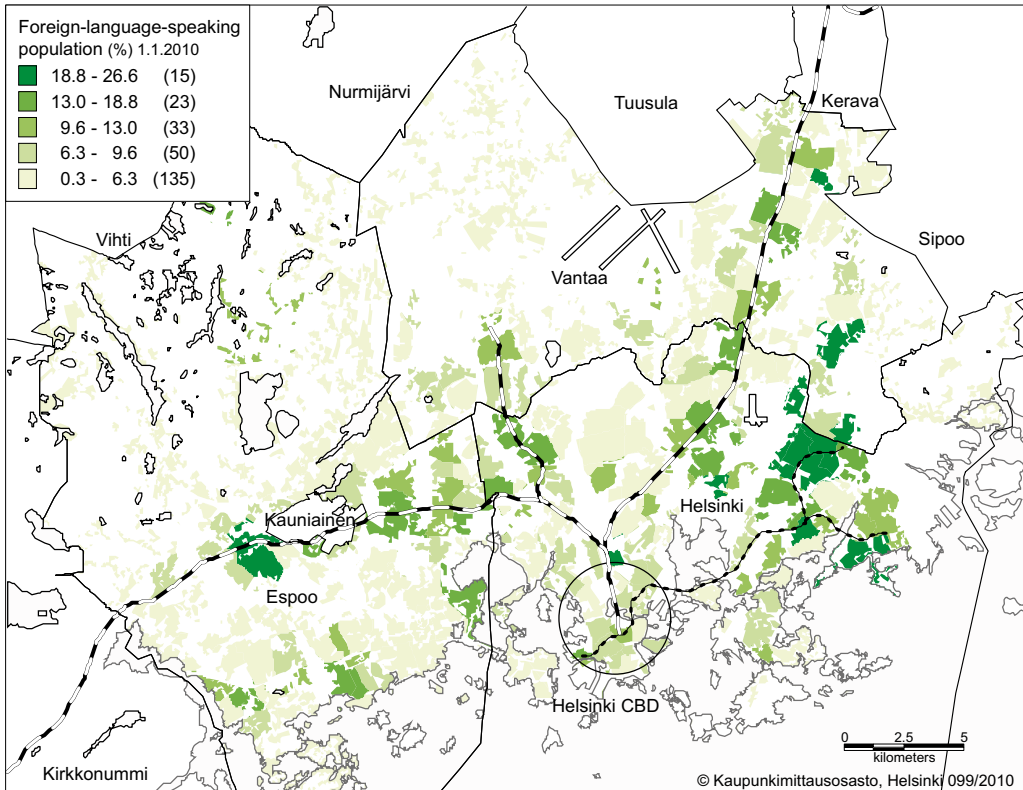 Foreign-language-speaking
population (%) 1.1.2010
18.8 - 26.6 (15)
13.0 - 18.8 (23)
9.6 - 13.0 (33)
6.3 - 9.6 (50)
0.3 - 6.3 (135)
Nurmijärvi
Tuusula
Kerava
Vihti
Sipoo
Vantaa
Kauniainen
Helsinki
Espoo
Helsinki CBD
Kirkkonummi
0 2.5 5
kilometers
© Kaupunkimittausosasto, Helsinki 099/2010